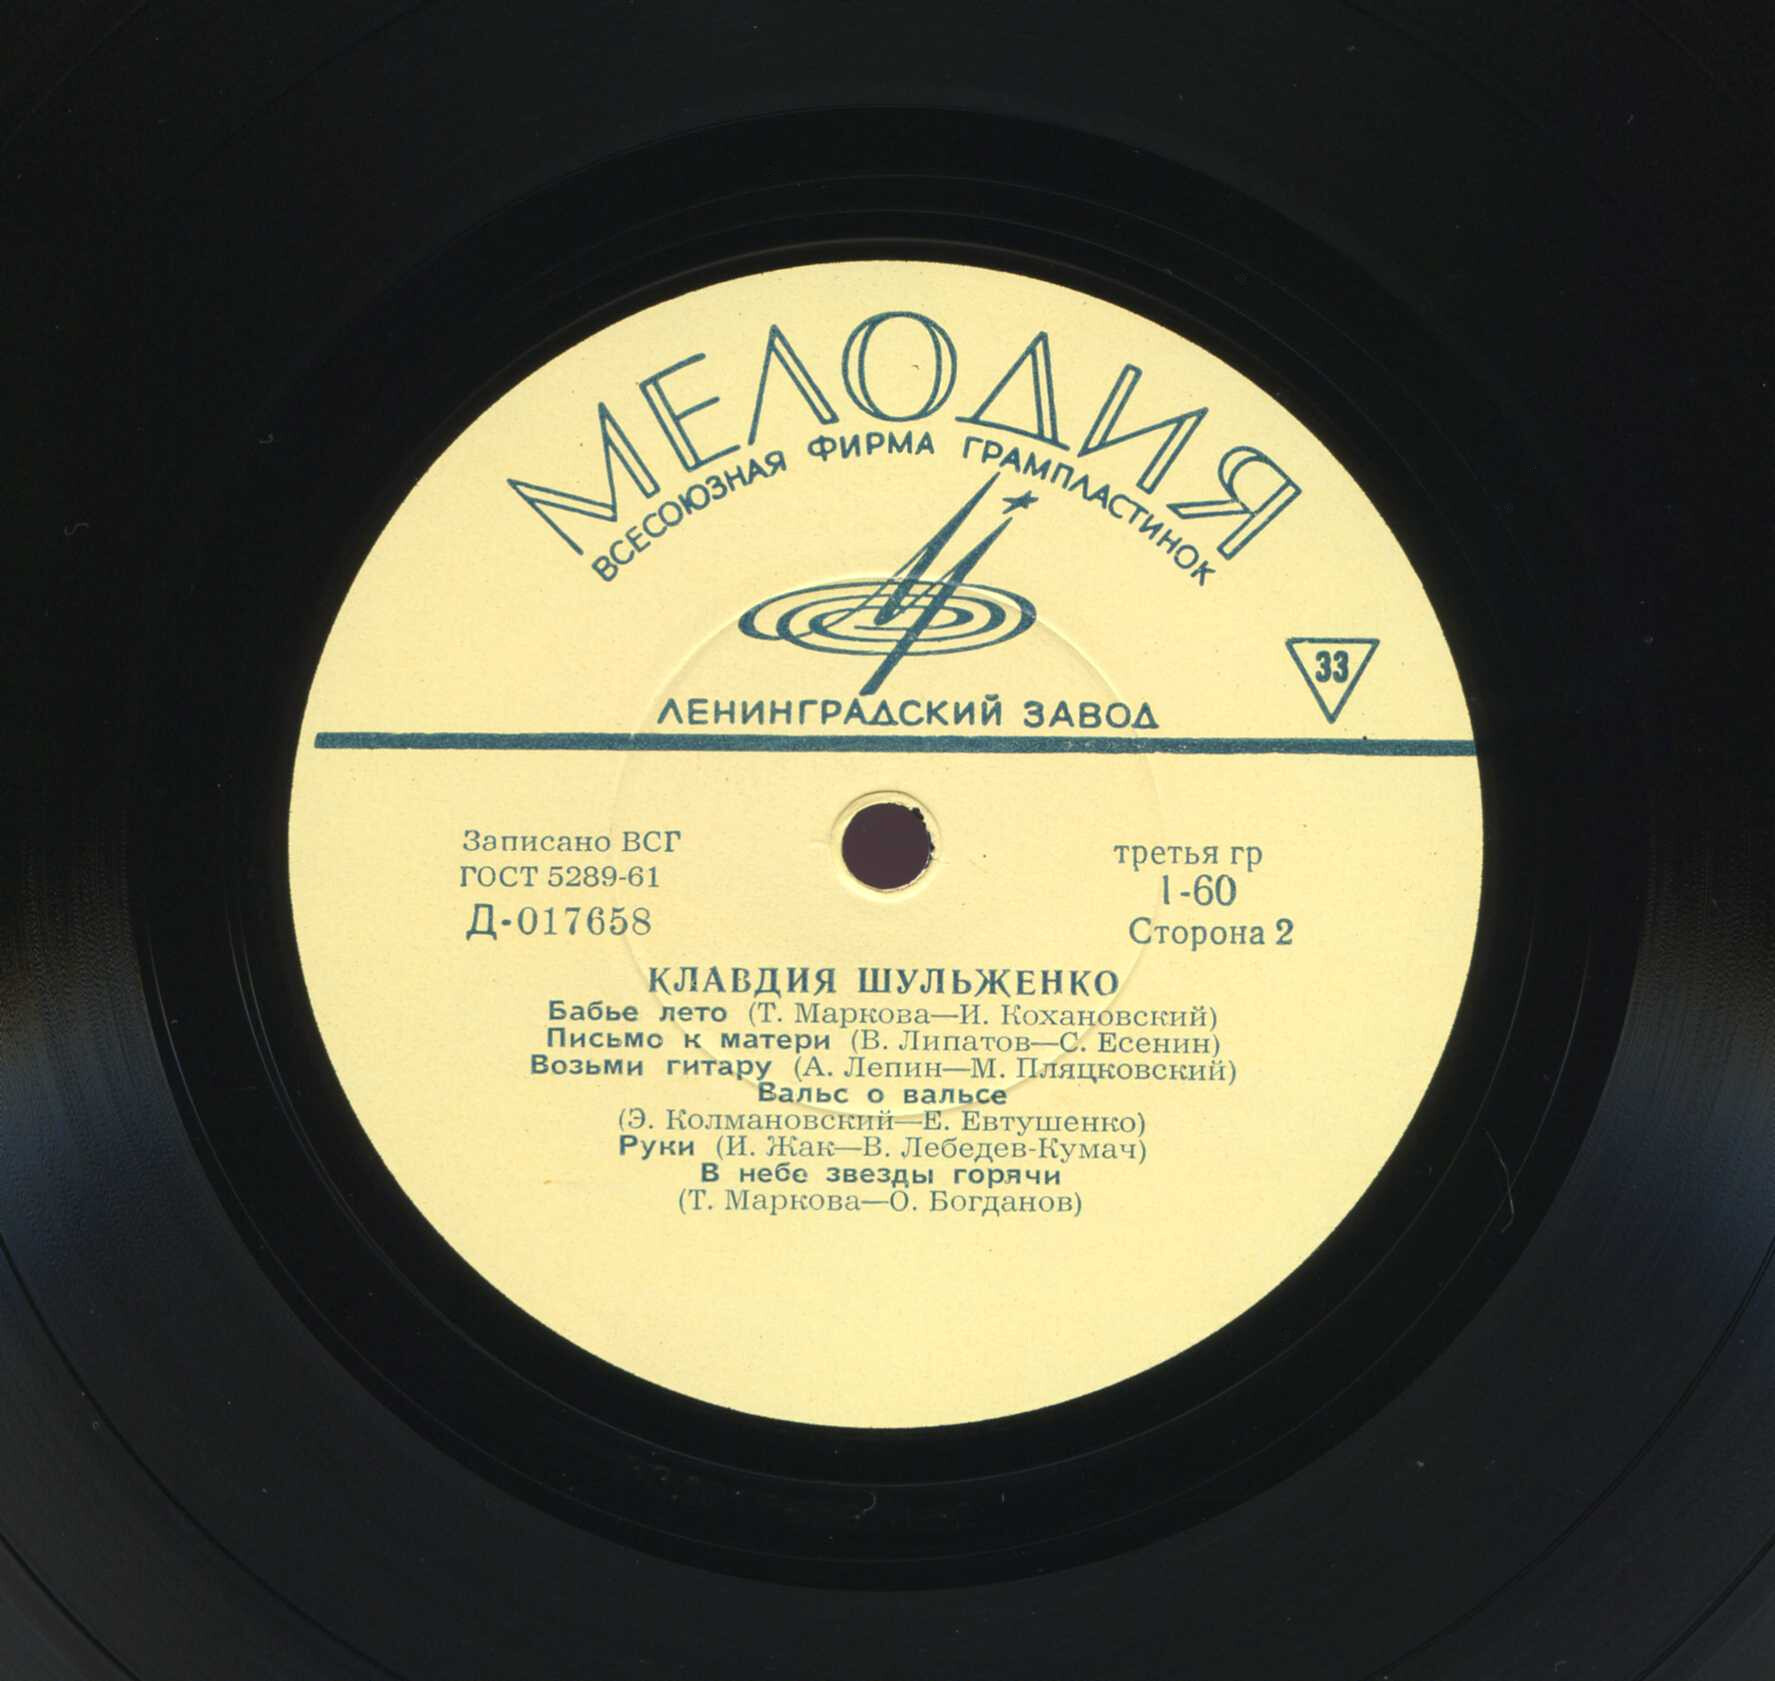 МЕЛОДИЯ
ВСЕСОЮЗНАЯ ФИРМА ГРАМПЛАСТИНОК
33
ЛЕНИНГРАДСКИЙ ЗАВОД
Записано ВСГ
ГОСТ 5289-61
Д-017658
третья гр
1-60
Сторона 2
КЛАВДИЯ ШУЛЬЖЕНКО
Бабье лето (Т. Маркова—И. Кохановский)
Письмо к матери (В. Липатов—С. Есенин)
Возьми гитару (А. Лепин—М. Пляцковский)
Вальс о вальсе
(Э. Колмановский—Е. Евтушенко)
Руки (И. Жак—В. Лебедев-Кумач)
В небе звезды горячи
(Т. Маркова—О. Богданов)